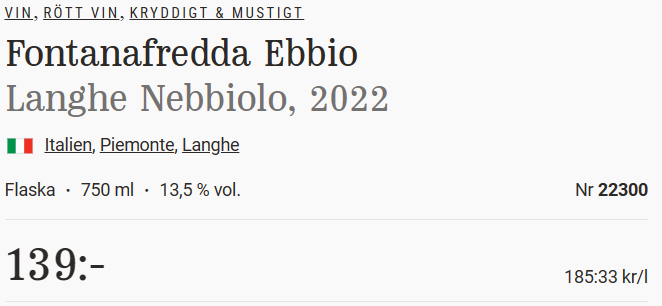 VIN, RÖTT VIN, KRYDDIGT & MUSTIGT
Fontanafredda Ebbio
Langhe Nebbiolo, 2022
Italien, Piemonte, Langhe
Flaska · 750 ml · 13,5 % vol. Nr 22300
139:- 185:33 kr/l